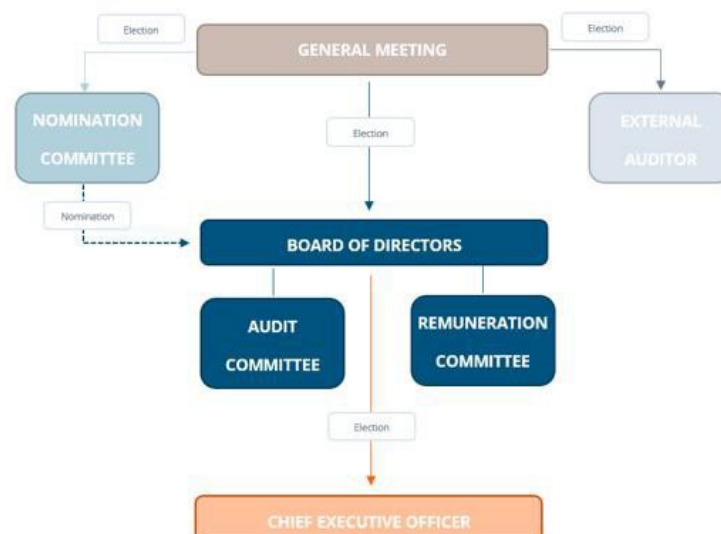 Election
GENERAL MEETING
Election
NOMINATION
COMMITTEE
Election
EXTERNAL
AUDITOR
Nomination
BOARD OF DIRECTORS
AUDIT
COMMITTEE
REMUNERATION
COMMITTEE
Election
CHIEF EXECUTIVE OFFICER